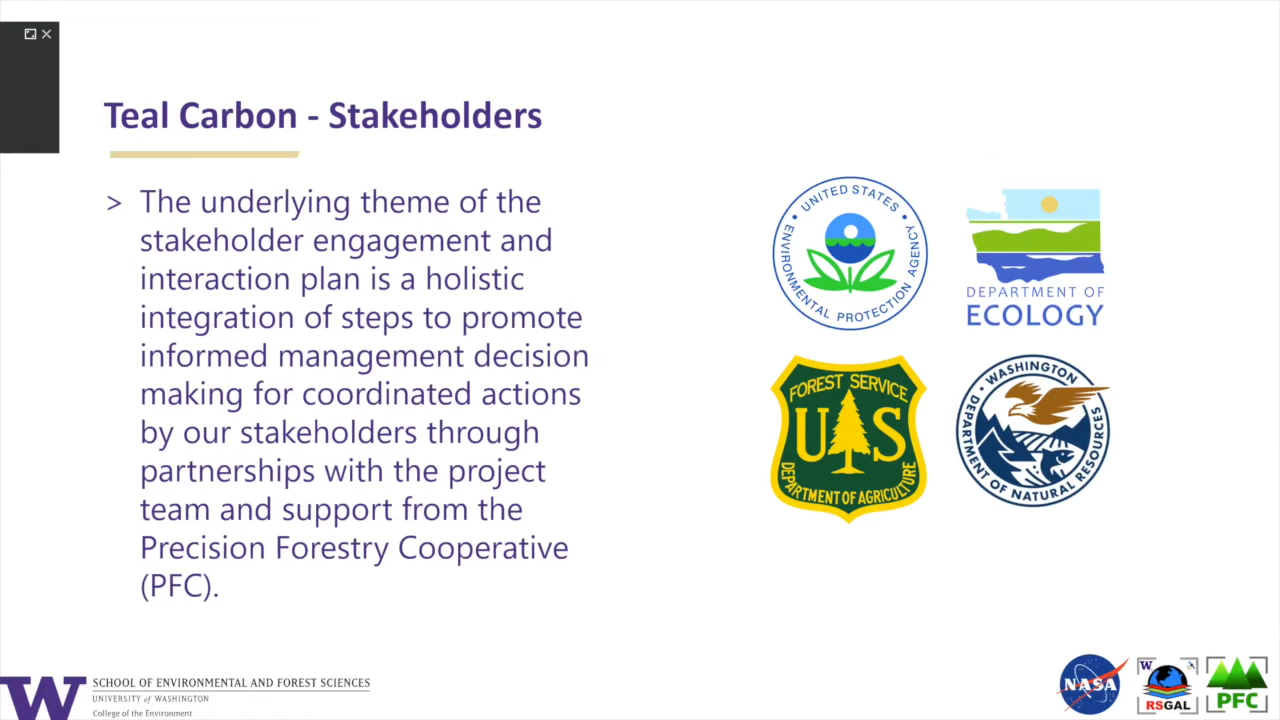 Teal Carbon - Stakeholders
> The underlying theme of the
stakeholder engagement and
interaction plan is a holistic
integration of steps to promote
informed management decision
making for coordinated actions
by our stakeholders through
partnerships with the project
team and support from the
Precision Forestry Cooperative
(PFC).
UNITED STATES
ENVIRONMENTAL PROTECTION AGENCY
DEPARTMENT OF
ECOLOGY
FOREST SERVICE
U S
DEPARTMENT OF AGRICULTURE
WASHINGTON
DEPARTMENT OF NATURAL RESOURCES
W
SCHOOL OF ENVIRONMENTAL AND FOREST SCIENCES
UNIVERSITY of WASHINGTON
College of the Environment
NASA
W
RSGAL
PFC